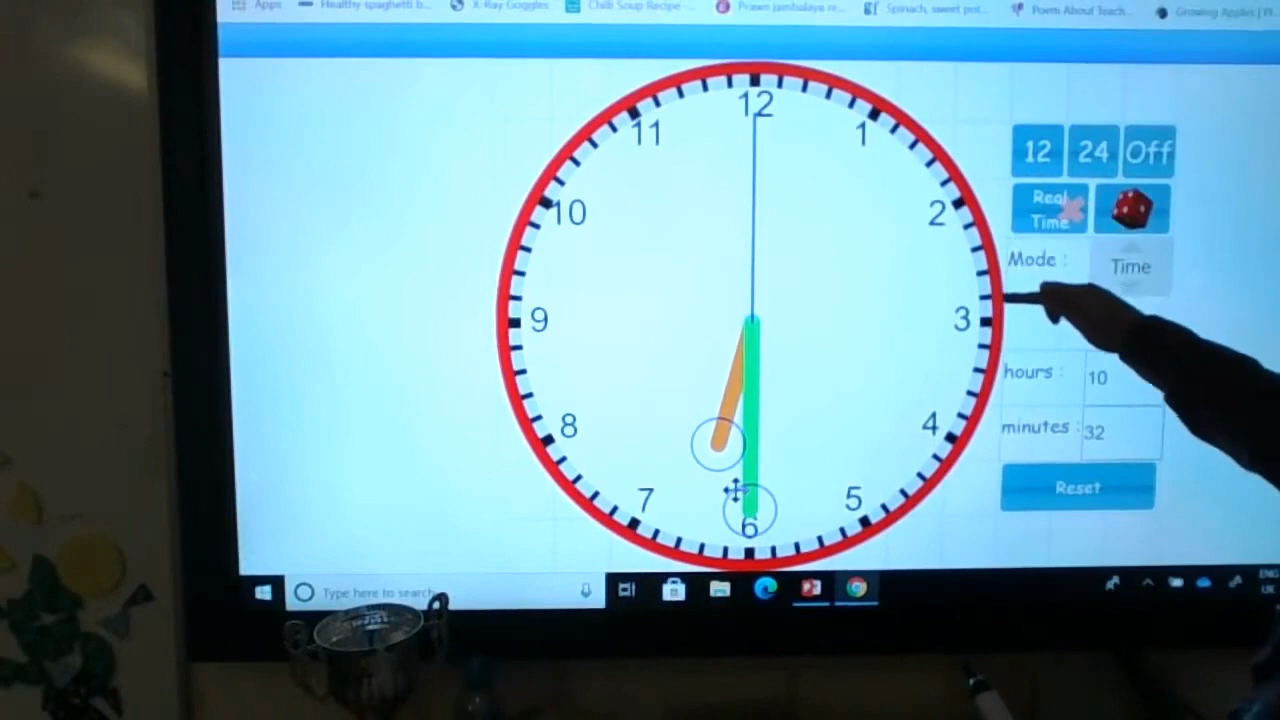 Apps Healthy spaghetti b... X-Ray Goggles Chilli Soup Recipe -... Prawn jambalaya re... gf Spinach, sweet pot... Poem About Teach... Growing Apples | Fl...
12
11 1
10 2
9 3
8 4
7 5
6
12 24 Off
Real Time
Mode : Time
hours : 10
minutes : 32
Reset
Type here to search
ENG
UK